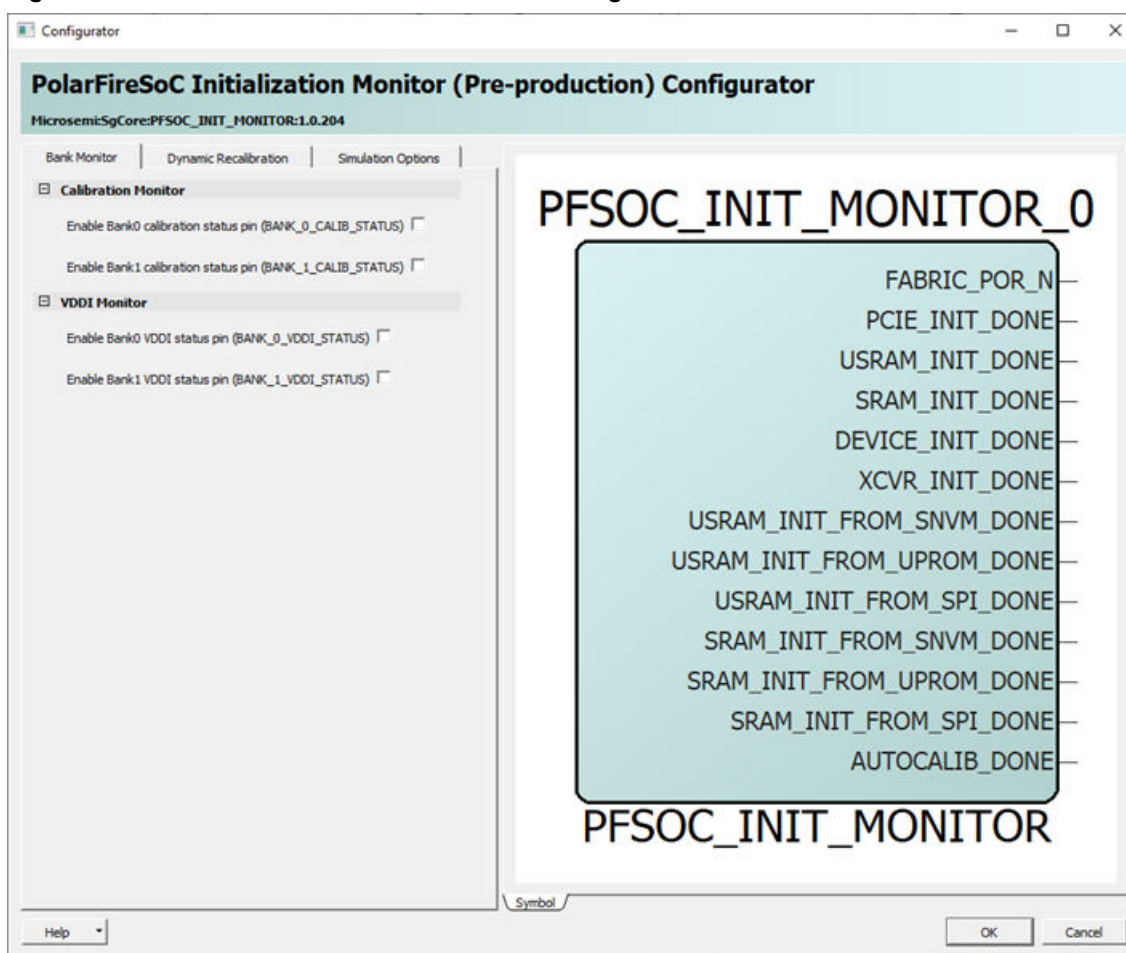 Configurator
PolarFireSoC Initialization Monitor (Pre-production) Configurator
Microsemi:SgCore:PFSOC_INIT_MONITOR:1.0.204
Bank Monitor Dynamic Recalibration Simulation Options
Calibration Monitor
Enable Bank0 calibration status pin (BANK_0_CALIB_STATUS)
Enable Bank1 calibration status pin (BANK_1_CALIB_STATUS)
VDDI Monitor
Enable Bank0 VDDI status pin (BANK_0_VDDI_STATUS)
Enable Bank1 VDDI status pin (BANK_1_VDDI_STATUS)
PFSOC_INIT_MONITOR_0
FABRIC_POR_N
PCIE_INIT_DONE
USRAM_INIT_DONE
SRAM_INIT_DONE
DEVICE_INIT_DONE
XCVR_INIT_DONE
USRAM_INIT_FROM_SNVM_DONE
USRAM_INIT_FROM_UPROM_DONE
USRAM_INIT_FROM_SPI_DONE
SRAM_INIT_FROM_SNVM_DONE
SRAM_INIT_FROM_UPROM_DONE
SRAM_INIT_FROM_SPI_DONE
AUTOCALIB_DONE
PFSOC_INIT_MONITOR
Symbol
Help OK Cancel